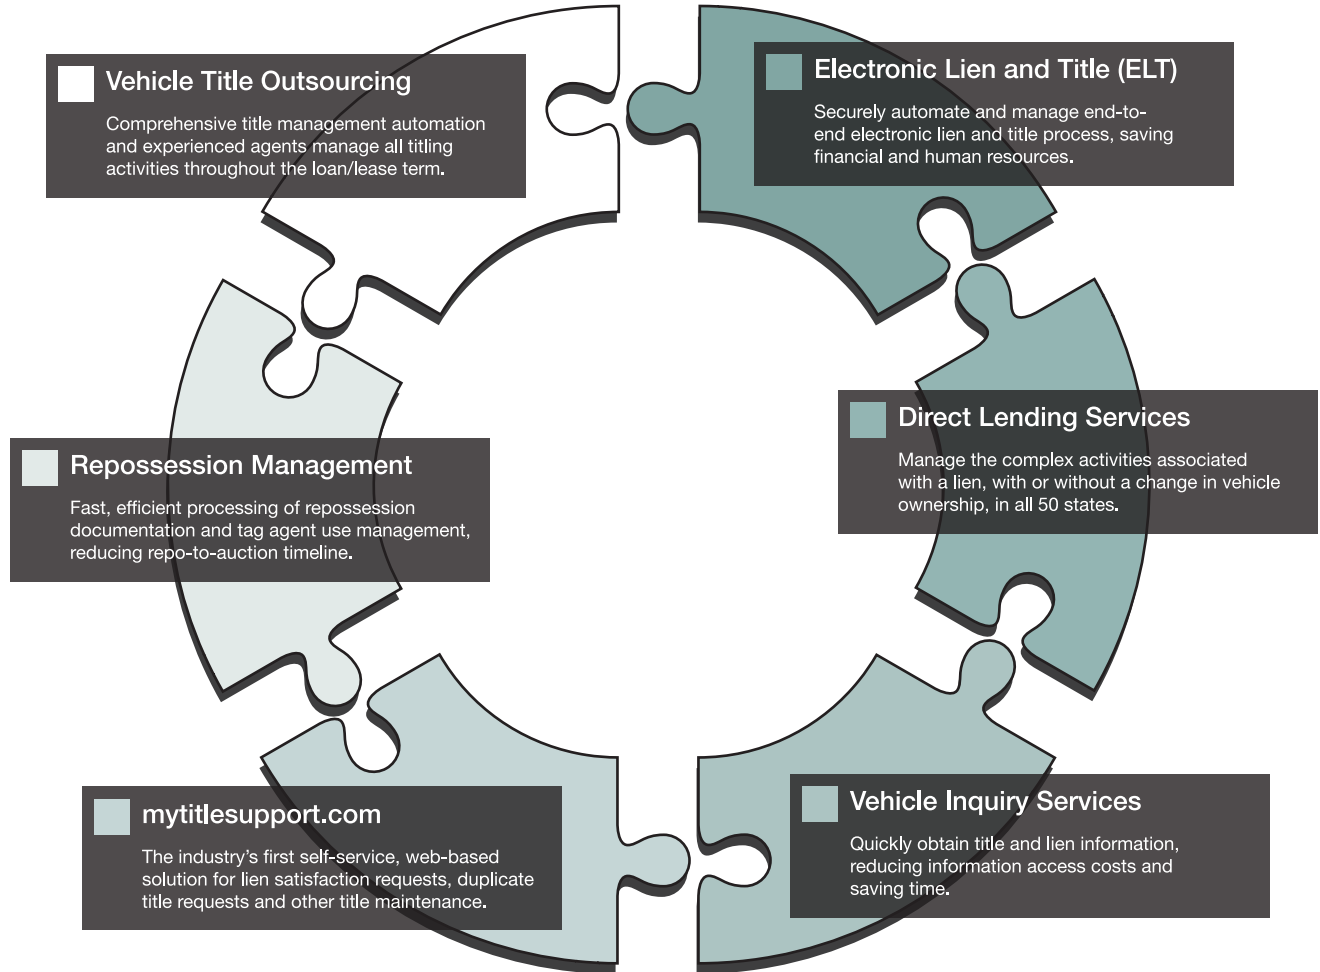 Vehicle Title Outsourcing
Comprehensive title management automation
and experienced agents manage all titling
activities throughout the loan/lease term.
Electronic Lien and Title (ELT)
Securely automate and manage end-to-
end electronic lien and title process, saving
financial and human resources.
Direct Lending Services
Manage the complex activities associated
with a lien, with or without a change in vehicle
ownership, in all 50 states.
Repossession Management
Fast, efficient processing of repossession
documentation and tag agent use management,
reducing repo-to-auction timeline.
mytitlesupport.com
The industry’s first self-service, web-based
solution for lien satisfaction requests, duplicate
title requests and other title maintenance.
Vehicle Inquiry Services
Quickly obtain title and lien information,
reducing information access costs and
saving time.